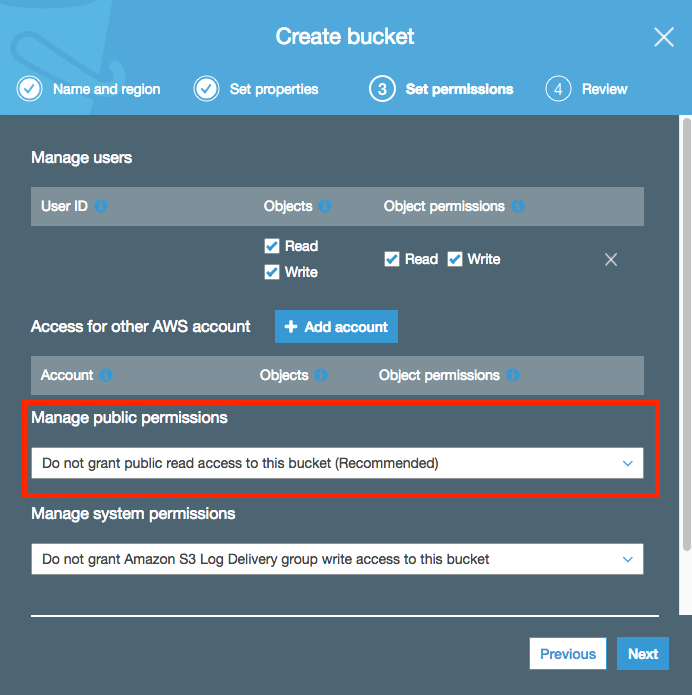 Create bucket
Name and region Set properties 3 Set permissions 4 Review
Manage users
User ID Objects Object permissions
Read
Read Write
Write
Access for other AWS account + Add account
Account Objects Object permissions
Manage public permissions
Do not grant public read access to this bucket (Recommended)
Manage system permissions
Do not grant Amazon S3 Log Delivery group write access to this bucket
Previous Next